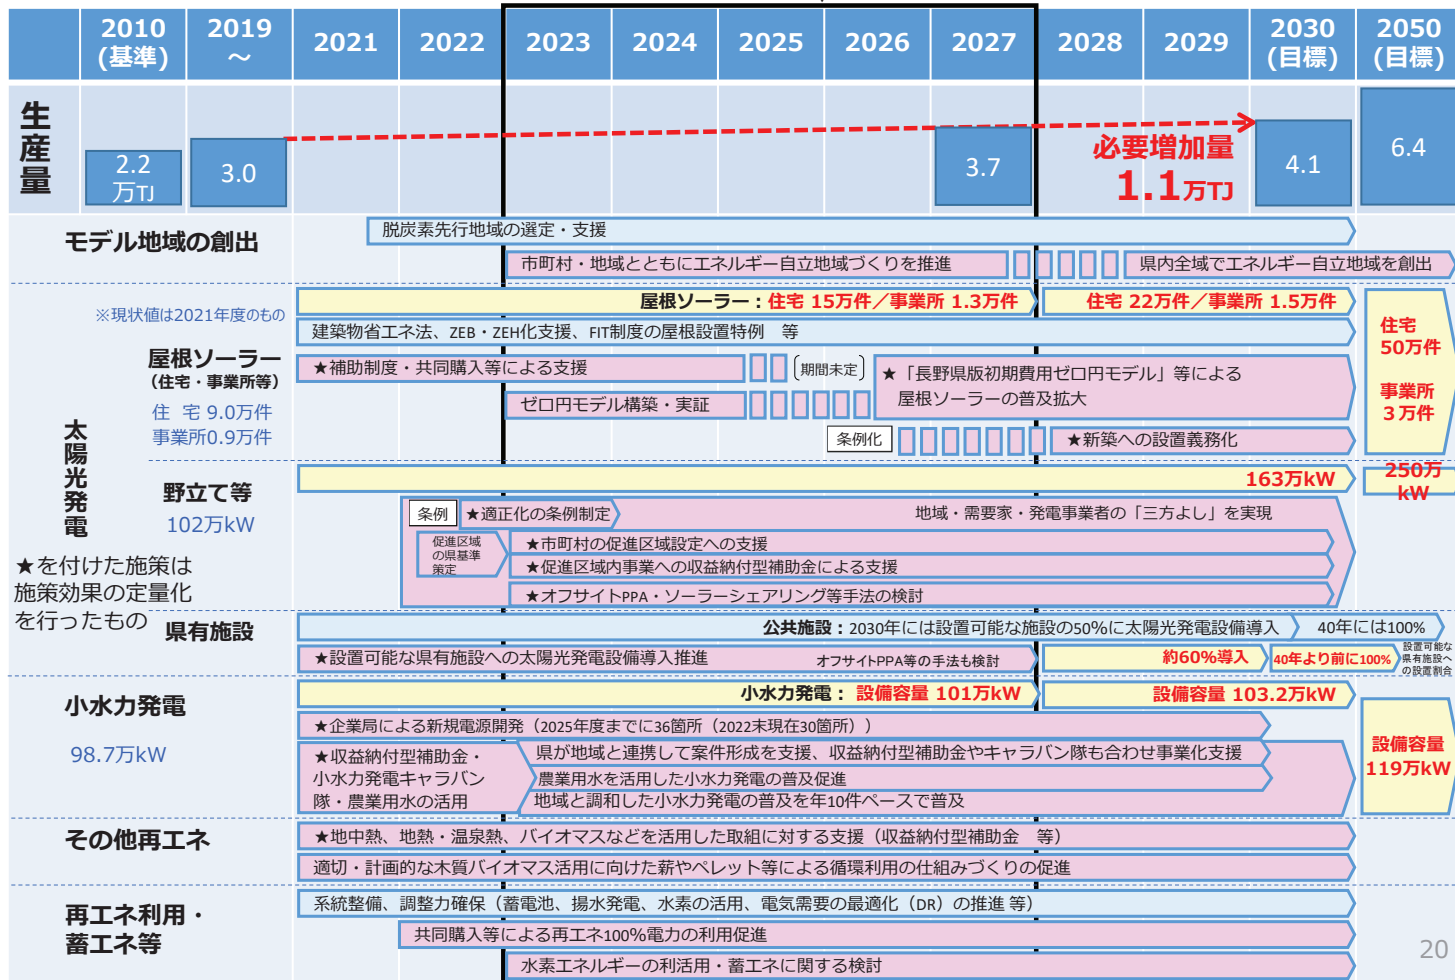 2010
(基準)
2019
～
2021
2022
2023
2024
2025
2026
2027
2028
2029
2030
(目標)
2050
(目標)
生産量
2.2
万TJ
3.0
3.7
必要増加量
1.1万TJ
4.1
6.4
モデル地域の創出
脱炭素先行地域の選定・支援
市町村・地域とともにエネルギー自立地域づくりを推進
県内全域でエネルギー自立地域を創出
太陽光発電
※現状値は2021年度のもの
屋根ソーラー
(住宅・事業所等)
住 宅 9.0万件
事業所0.9万件
屋根ソーラー：住宅 15万件／事業所 1.3万件
住宅 22万件／事業所 1.5万件
住宅
50万件
事業所
３万件
建築物省エネ法、ZEB・ZEH化支援、FIT制度の屋根設置特例　等
★補助制度・共同購入等による支援
(期間未定)
★「長野県版初期費用ゼロ円モデル」等による
屋根ソーラーの普及拡大
ゼロ円モデル構築・実証
条例化
★新築への設置義務化
野立て等
102万kW
163万kW
250万
kW
条例
★適正化の条例制定
地域・需要家・発電事業者の「三方よし」を実現
促進区域
の県基準
策定
★市町村の促進区域設定への支援
★促進区域内事業への収益納付型補助金による支援
★オフサイトPPA・ソーラーシェアリング等手法の検討
★を付けた施策は
施策効果の定量化
を行ったもの
県有施設
公共施設：2030年には設置可能な施設の50%に太陽光発電設備導入
40年には100%
★設置可能な県有施設への太陽光発電設備導入推進
オフサイトPPA等の手法も検討
約60%導入
40年より前に100%
設置可能な
県有施設へ
の設置割合
小水力発電
98.7万kW
小水力発電： 設備容量 101万kW
設備容量 103.2万kW
設備容量
119万kW
★企業局による新規電源開発（2025年度までに36箇所（2022末現在30箇所））
★収益納付型補助金・
小水力発電キャラバン
隊・農業用水の活用
県が地域と連携して案件形成を支援、収益納付型補助金やキャラバン隊も合わせ事業化支援
農業用水を活用した小水力発電の普及促進
地域と調和した小水力発電の普及を年10件ペースで普及
その他再エネ
★地中熱、地熱・温泉熱、バイオマスなどを活用した取組に対する支援（収益納付型補助金　等）
適切・計画的な木質バイオマス活用に向けた薪やペレット等による循環利用の仕組みづくりの促進
再エネ利用・
蓄エネ等
系統整備、調整力確保（蓄電池、揚水発電、水素の活用、電気需要の最適化（DR）の推進 等）
共同購入等による再エネ100%電力の利用促進
水素エネルギーの利活用・蓄エネに関する検討
20